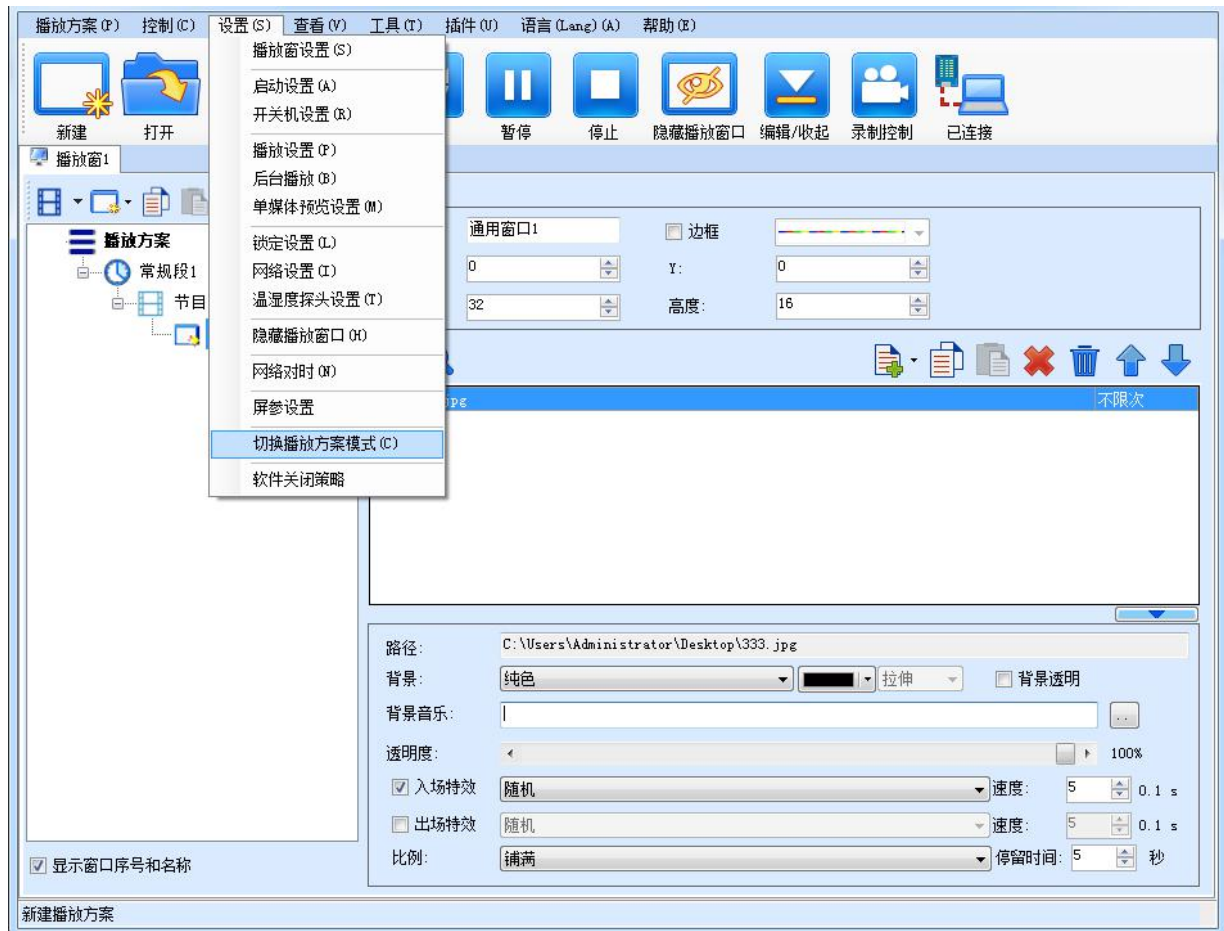 播放方案(P) 控制(C) 设置(S) 查看(V) 工具(T) 插件(U) 语言(Lang)(A) 帮助(E)
播放窗设置(S)
启动设置(A)
开关机设置(R)
播放设置(P)
后台播放(B)
单媒体预览设置(M)
锁定设置(L)
网络设置(I)
温湿度探头设置(T)
隐藏播放窗口(H)
网络对时(N)
屏参设置
切换播放方案模式(C)
软件关闭策略
新建 打开 暂停 停止 隐藏播放窗口 编辑/收起 录制控制 已连接
播放窗1
播放方案
常规段1
节目
通用窗口1 边框
0 Y: 0
32 高度: 16
jpg 不限次
路径: C:\Users\Administrator\Desktop\333.jpg
背景: 纯色 拉伸 背景透明
背景音乐: ..
透明度: 100%
入场特效 随机 速度: 5 0.1 s
出场特效 随机 速度: 5 0.1 s
比例: 铺满 停留时间: 5 秒
显示窗口序号和名称
新建播放方案